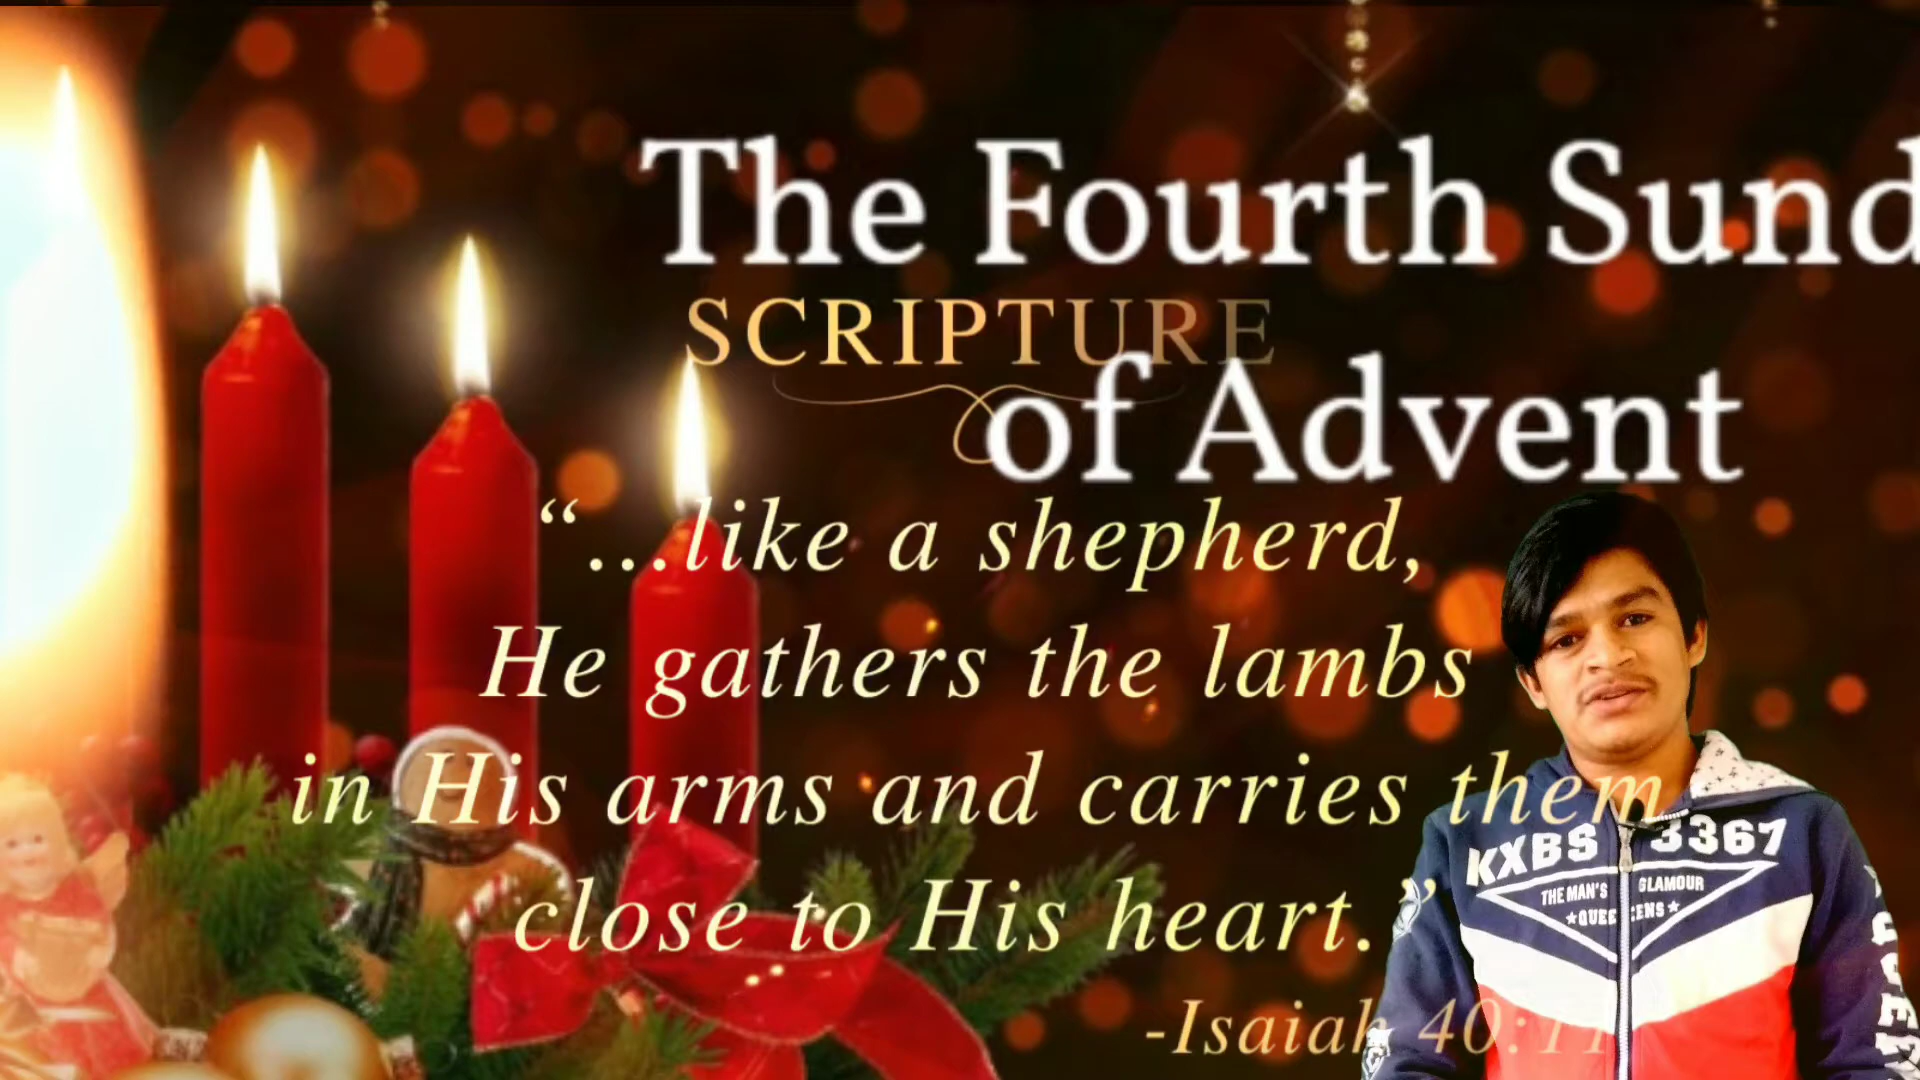 The Fourth Sund
SCRIPTURE
of Advent
“...like a shepherd,
He gathers the lambs
in His arms and carries them
close to His heart.”
-Isaiah 40:11
KXBS 3367
THE MAN'S GLAMOUR